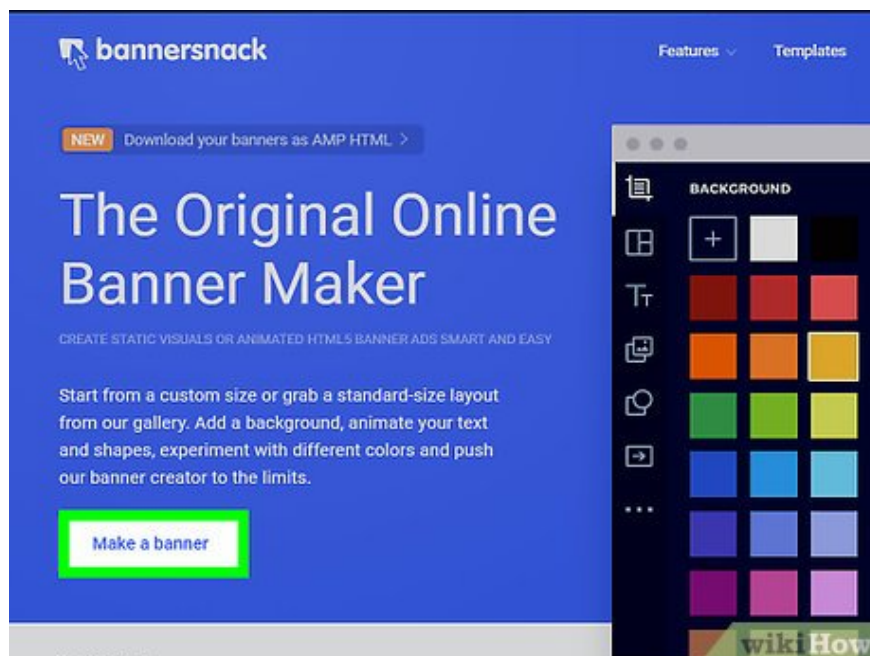 bannersnack
Features
Templates
NEW Download your banners as AMP HTML
The Original Online
Banner Maker
CREATE STATIC VISUALS OR ANIMATED HTML5 BANNER ADS SMART AND EASY
Start from a custom size or grab a standard-size layout
from our gallery. Add a background, animate your text
and shapes, experiment with different colors and push
our banner creator to the limits.
Make a banner
BACKGROUND
TT
wikiHow